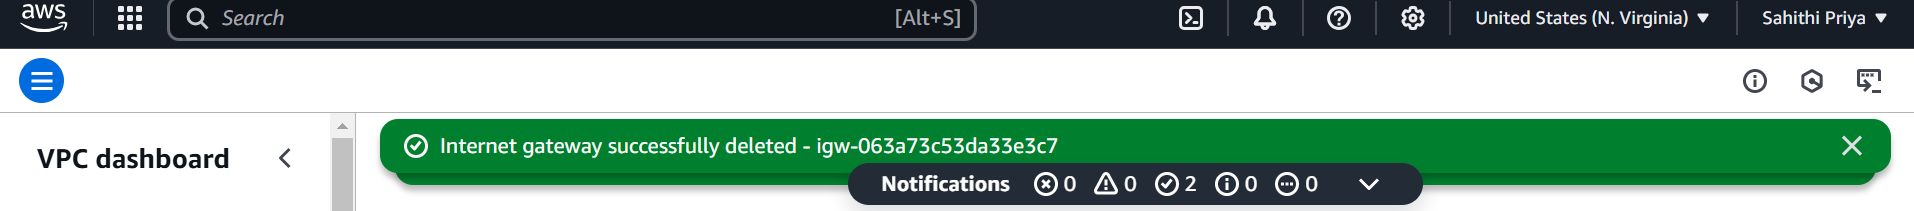 aws
Search [Alt+S]
United States (N. Virginia)
Sahithi Priya
VPC dashboard
Internet gateway successfully deleted - igw-063a73c53da33e3c7
Notifications 0 0 2 0 0